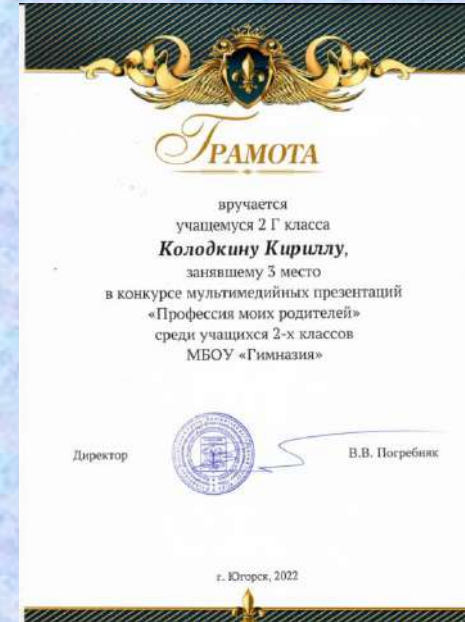 ГРАМОТА
вручается
учащемуся 2 Г класса
Колодкину Кириллу,
занявшему 3 место
в конкурсе мультимедийных презентаций
«Профессия моих родителей»
среди учащихся 2-х классов
МБОУ «Гимназия»
Директор
В.В. Погребняк
г. Югорск, 2022